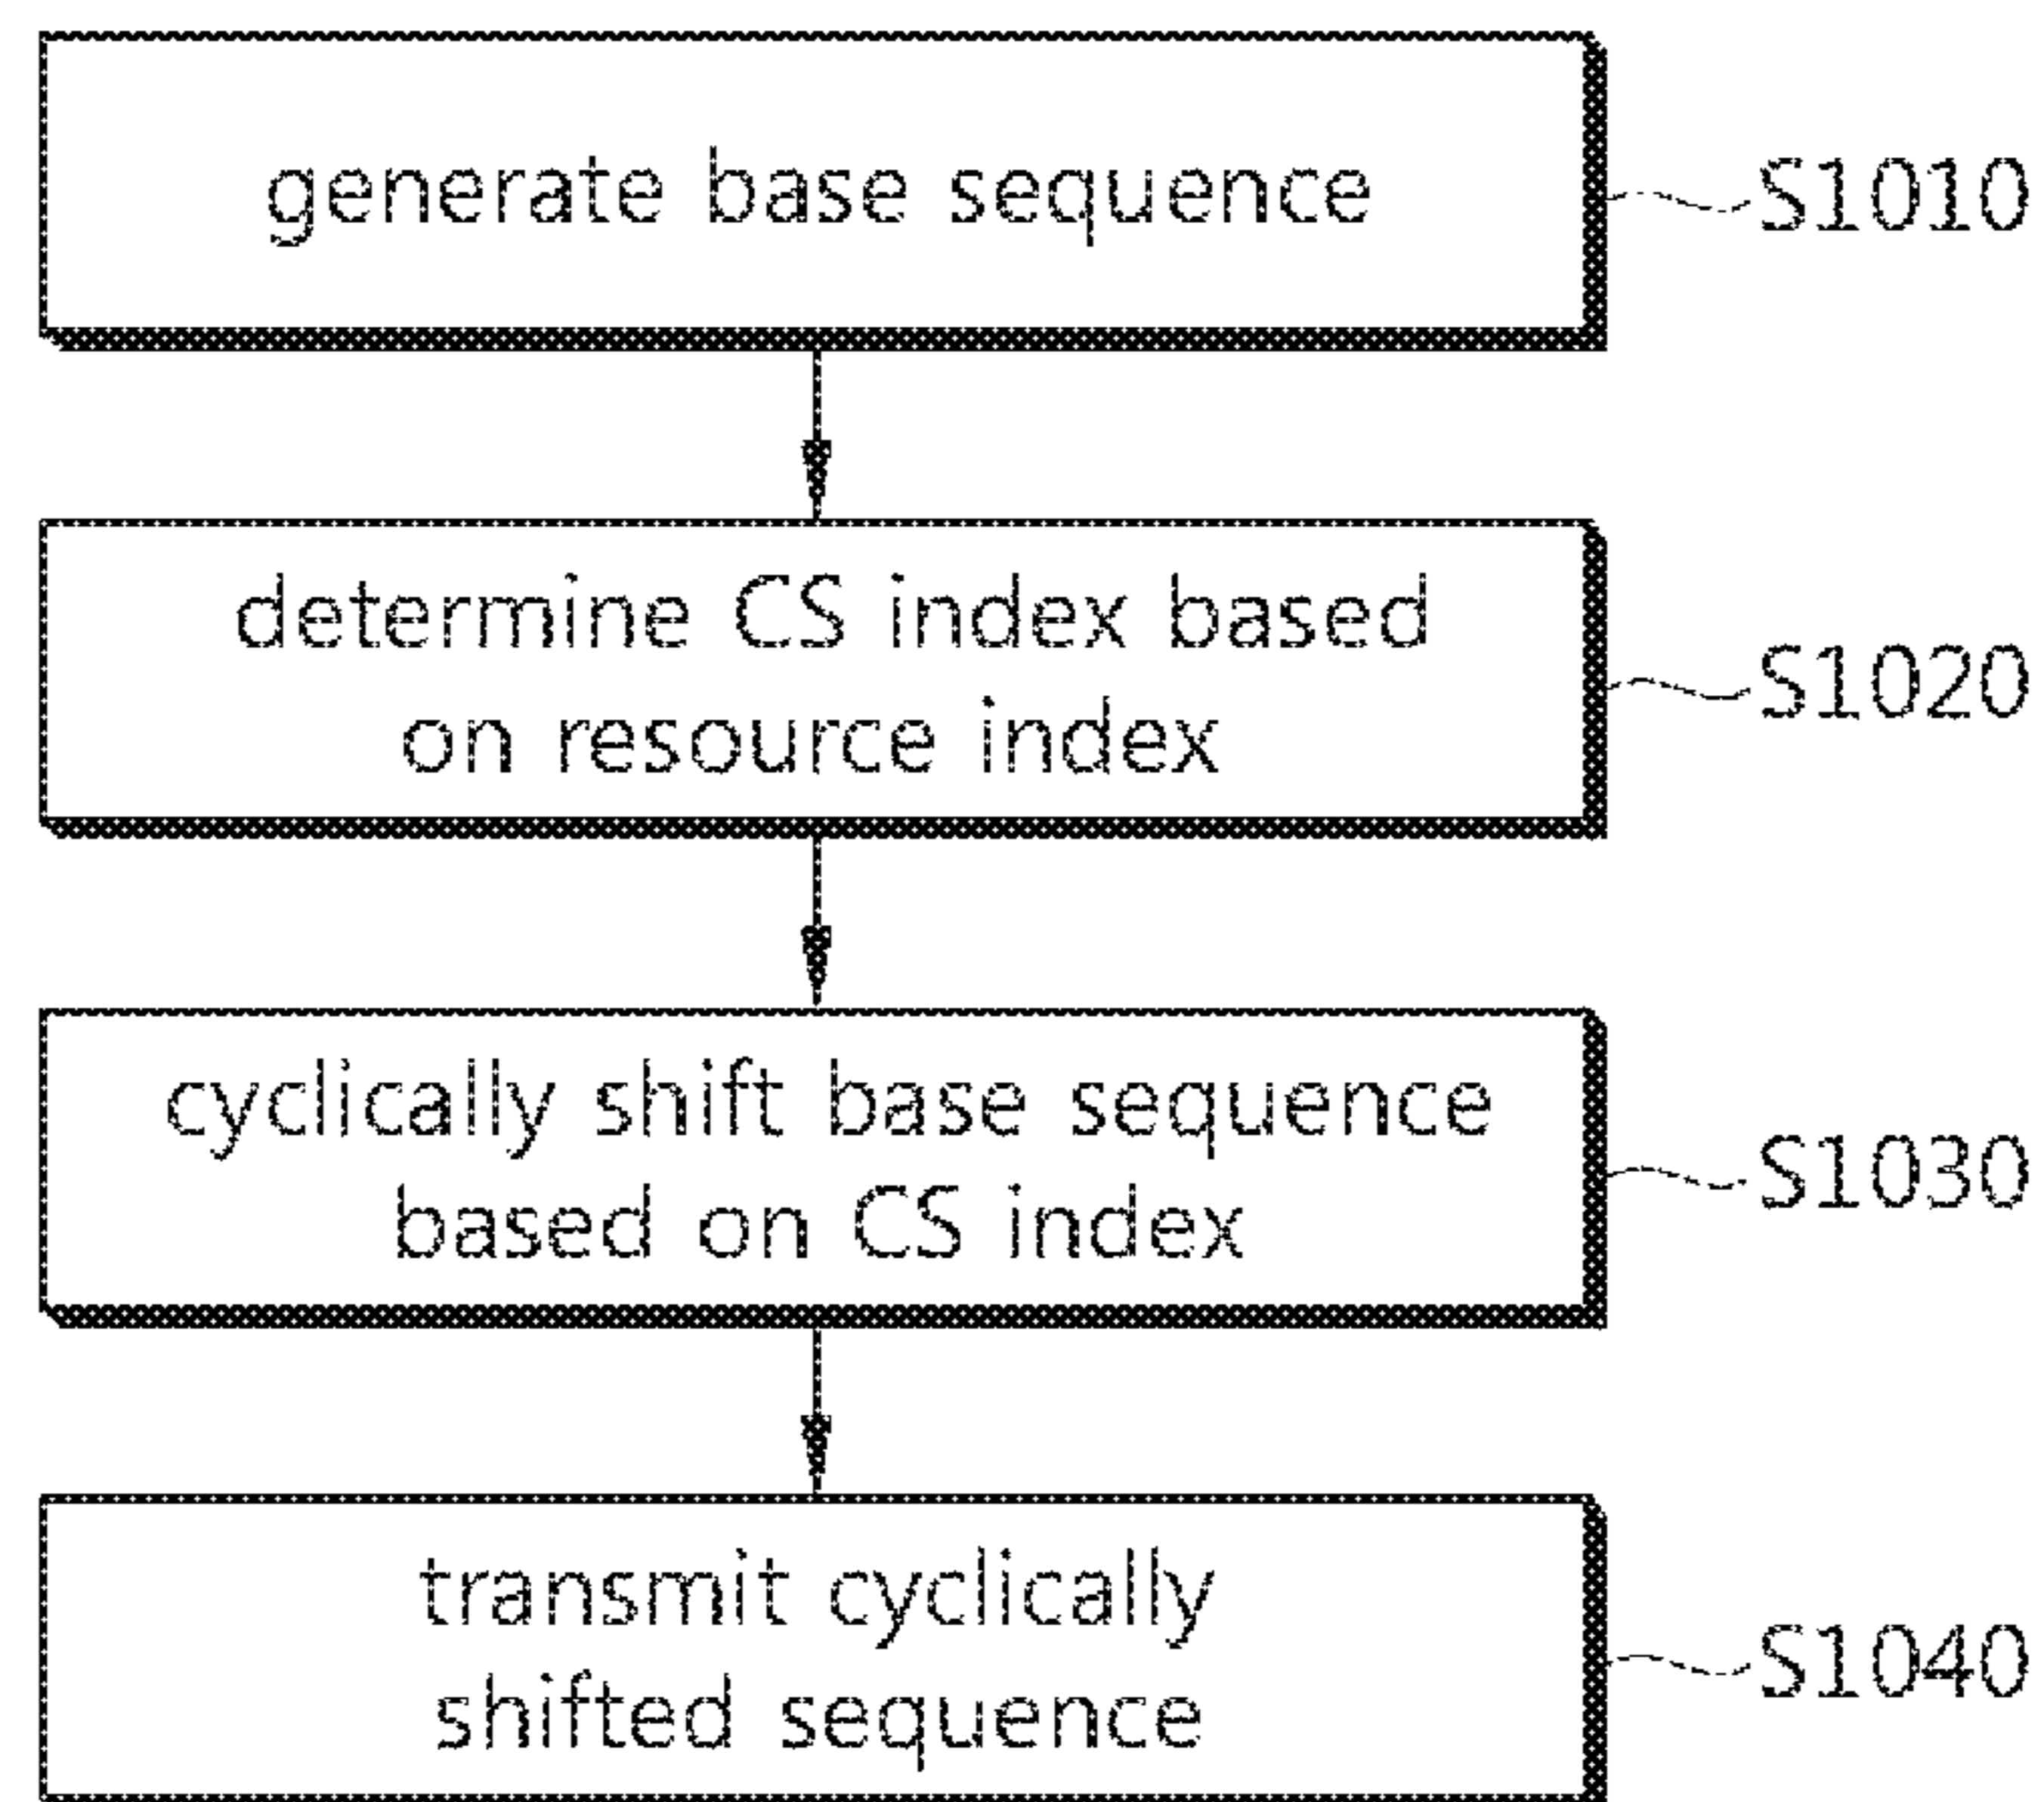 generate base sequence
S1010
determine CS index based
on resource index
S1020
cyclically shift base sequence
based on CS index
S1030
transmit cyclically
shifted sequence
S1040